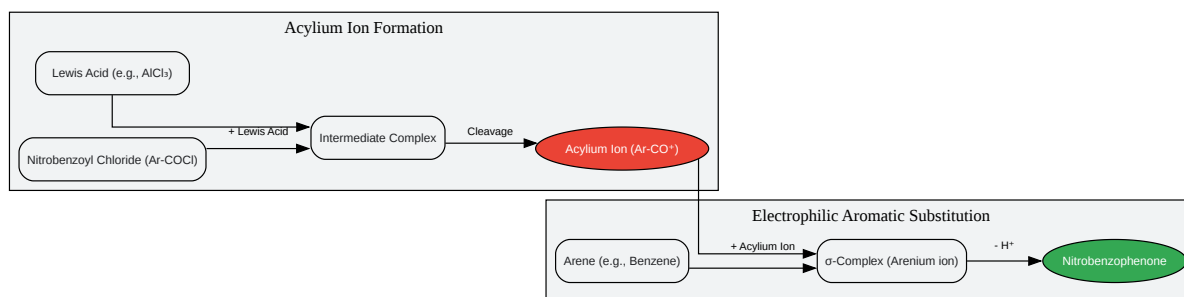 Acylium Ion Formation
Lewis Acid (e.g., AlCl₃)
+ Lewis Acid
Nitrobenzoyl Chloride (Ar-COCl)
Intermediate Complex
Cleavage
Acylium Ion (Ar-CO⁺)
Electrophilic Aromatic Substitution
Arene (e.g., Benzene)
+ Acylium Ion
σ-Complex (Arenium ion)
- H⁺
Nitrobenzophenone